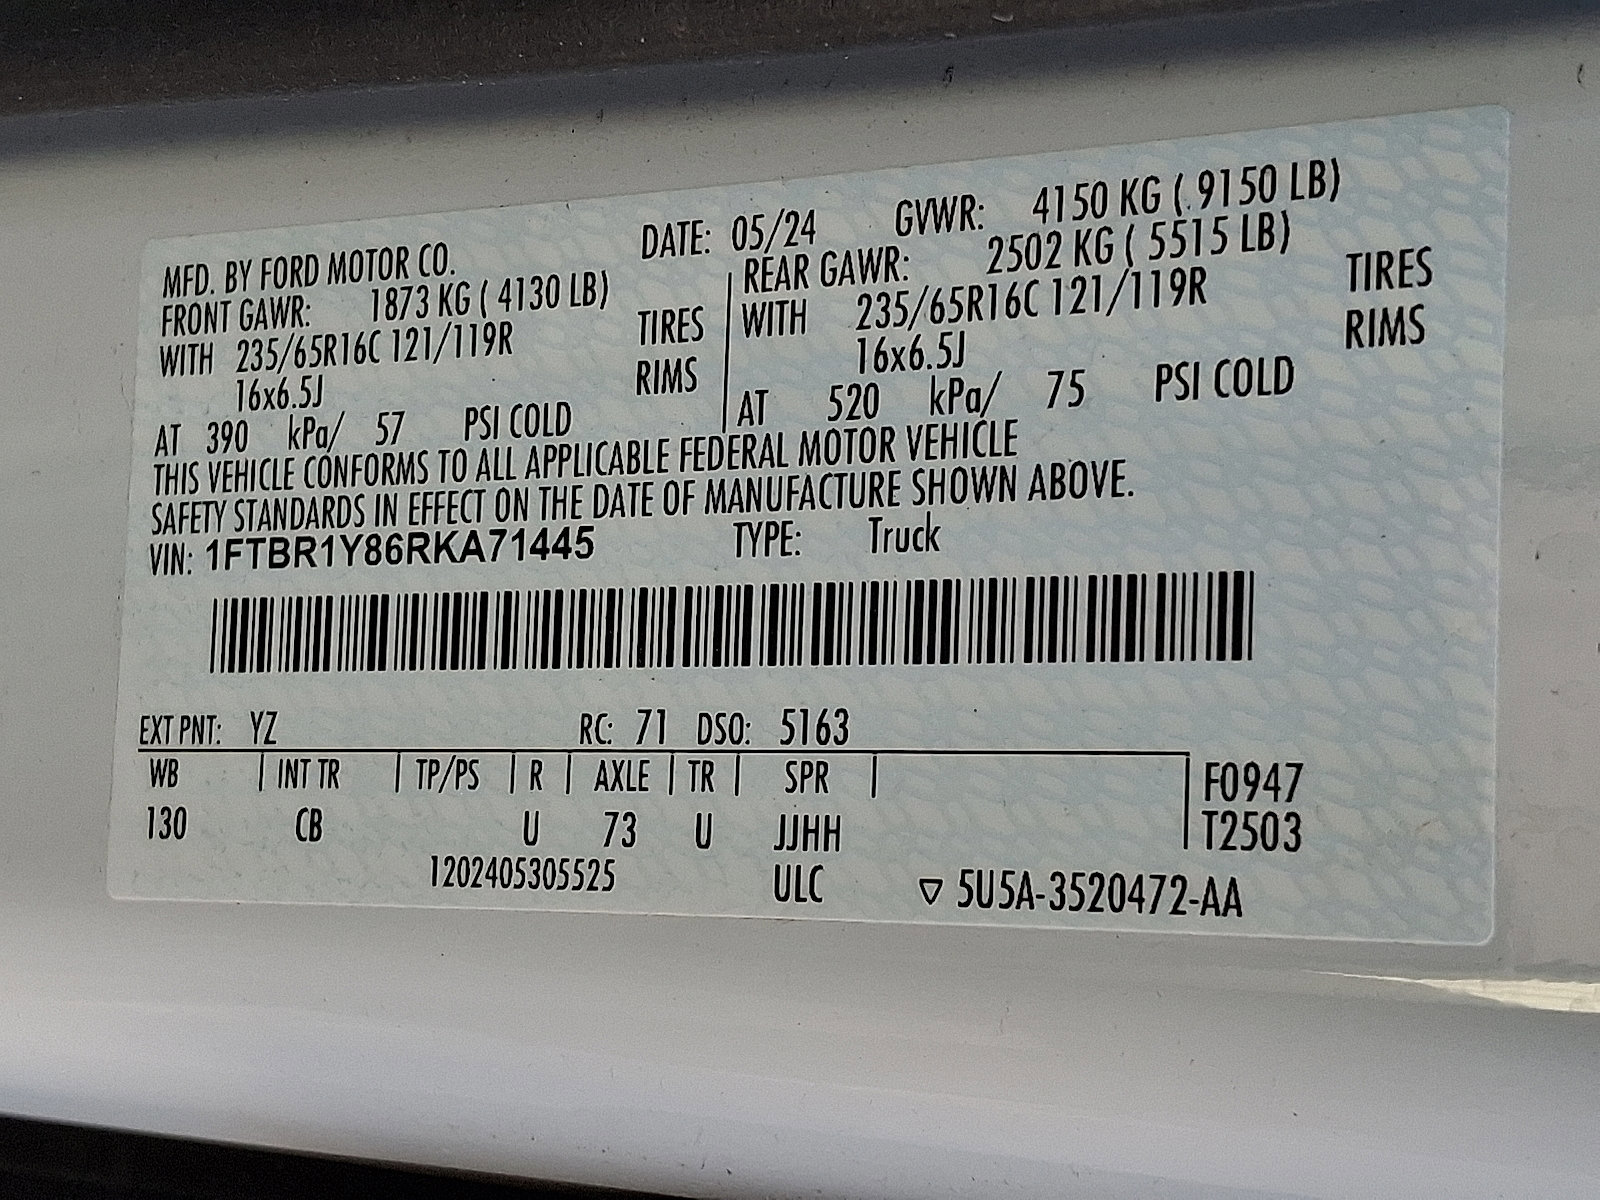 MFD. BY FORD MOTOR CO. DATE: 05/24 GVWR: 4150 KG ( 9150 LB)
FRONT GAWR: 1873 KG ( 4130 LB) REAR GAWR: 2502 KG ( 5515 LB)
WITH 235/65R16C 121/119R TIRES WITH 235/65R16C 121/119R TIRES
16x6.5J RIMS 16x6.5J RIMS
AT 390 kPa/ 57 PSI COLD AT 520 kPa/ 75 PSI COLD
THIS VEHICLE CONFORMS TO ALL APPLICABLE FEDERAL MOTOR VEHICLE
SAFETY STANDARDS IN EFFECT ON THE DATE OF MANUFACTURE SHOWN ABOVE.
VIN: 1FTBR1Y86RKA71445 TYPE: Truck
EXT PNT: YZ RC: 71 DSO: 5163
WB INT TR TP/PS R AXLE TR SPR F0947
130 CB U 73 U JJHH T2503
1202405305525 ULC ▽ 5U5A-3520472-AA